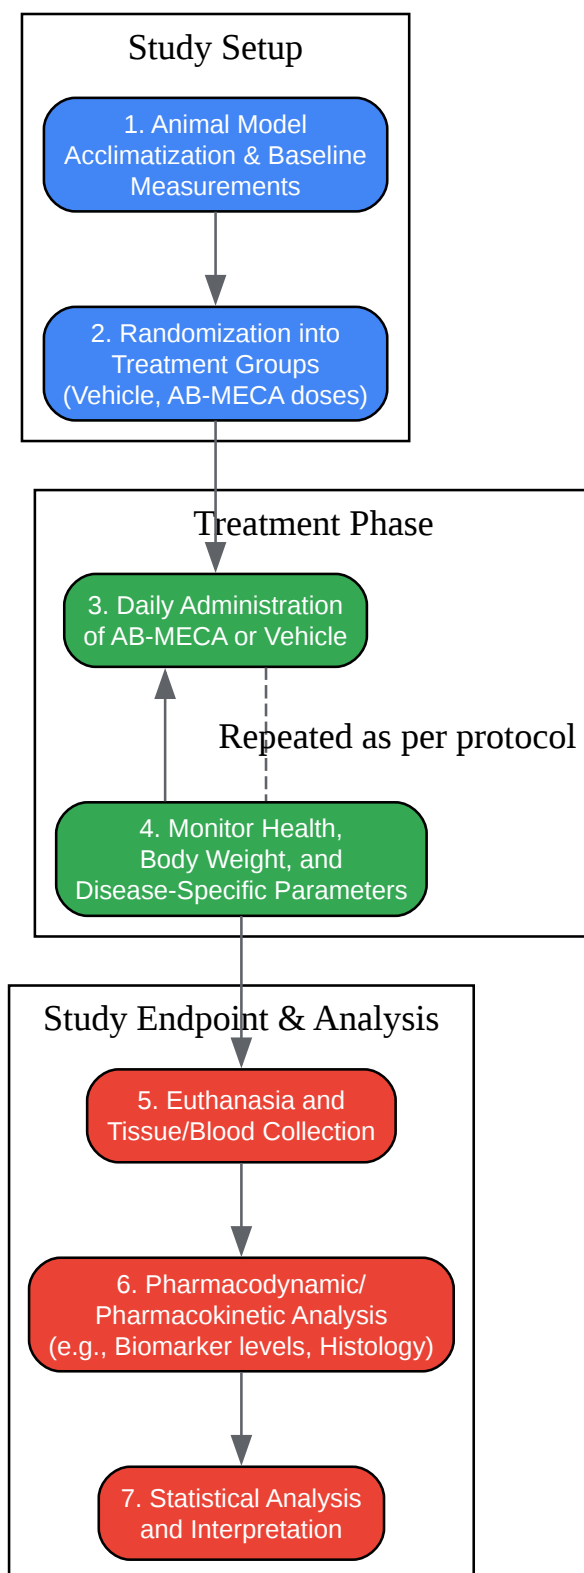 Study Setup
1. Animal Model
Acclimatization & Baseline
Measurements
2. Randomization into
Treatment Groups
(Vehicle, AB-MECA doses)
Treatment Phase
3. Daily Administration
of AB-MECA or Vehicle
Repeated as per protocol
4. Monitor Health,
Body Weight, and
Disease-Specific Parameters
Study Endpoint & Analysis
5. Euthanasia and
Tissue/Blood Collection
6. Pharmacodynamic/
Pharmacokinetic Analysis
(e.g., Biomarker levels, Histology)
7. Statistical Analysis
and Interpretation